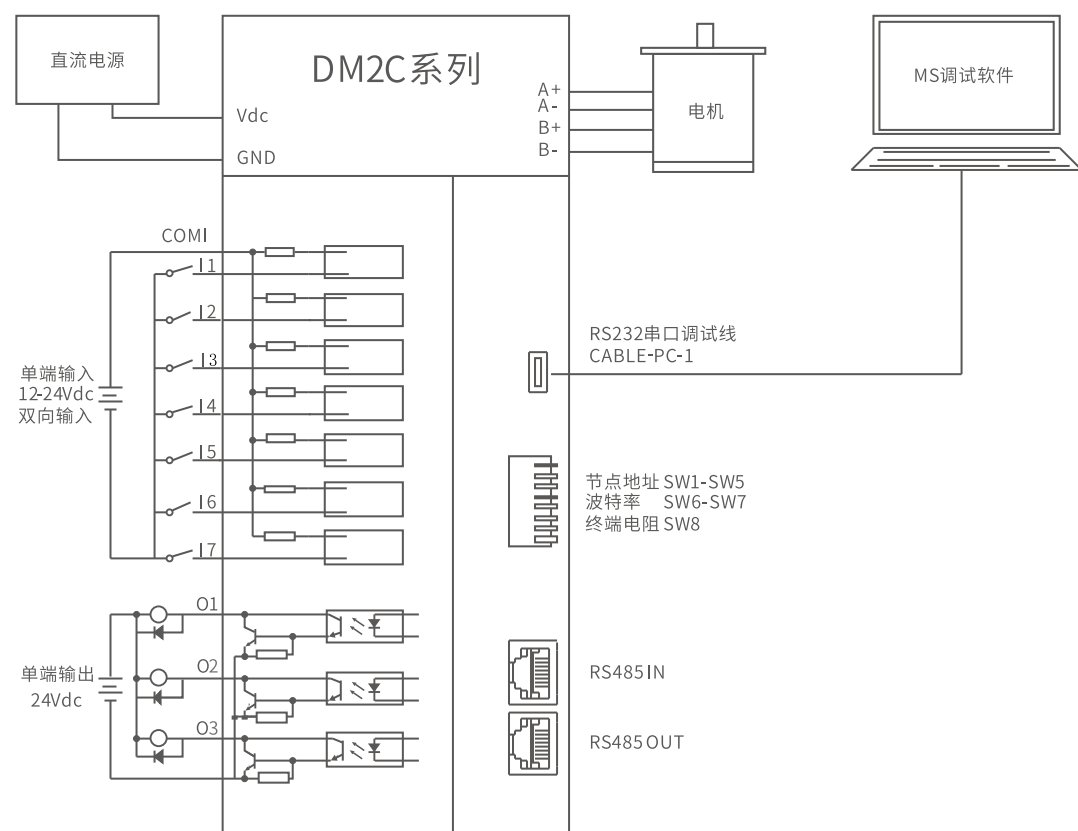 直流电源
DM2C系列
Vdc
GND
A+
A-
B+
B-
电机
MS调试软件
COMI
I1
I2
I3
I4
I5
I6
I7
单端输入
12-24Vdc
双向输入
RS232串口调试线
CABLE-PC-1
节点地址 SW1-SW5
波特率 SW6-SW7
终端电阻 SW8
O1
O2
O3
单端输出
24Vdc
RS485 IN
RS485 OUT